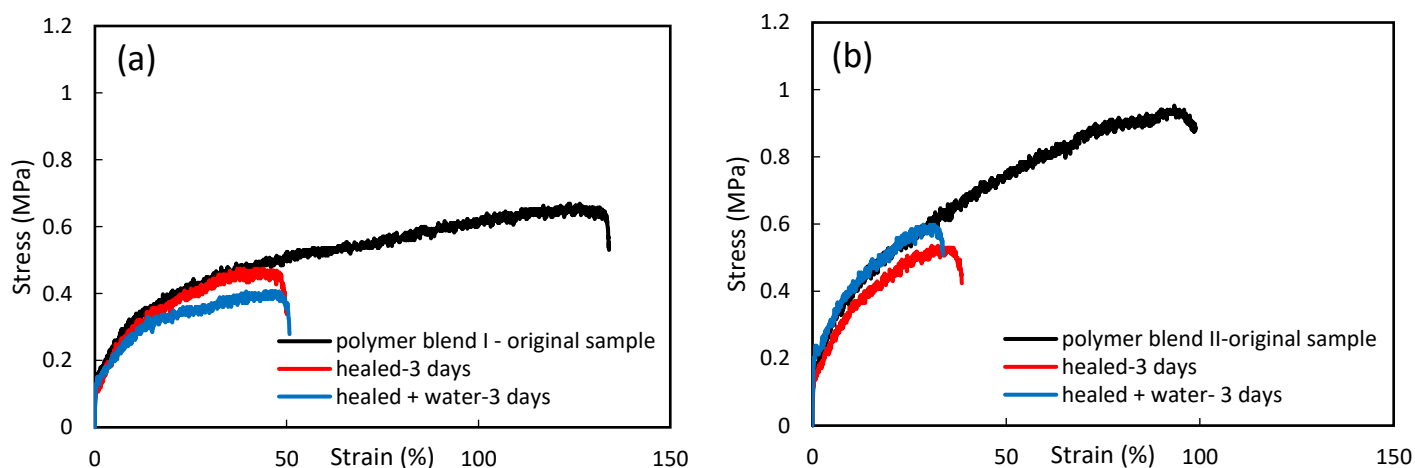 (a)
1.2
1
0.8
0.6
0.4
0.2
0
Stress (MPa)
0
50
100
150
Strain (%)
polymer blend I - original sample
healed-3 days
healed + water-3 days
(b)
1.2
1
0.8
0.6
0.4
0.2
0
Stress (MPa)
0
50
100
150
Strain (%)
polymer blend II-original sample
healed-3 days
healed + water- 3 days